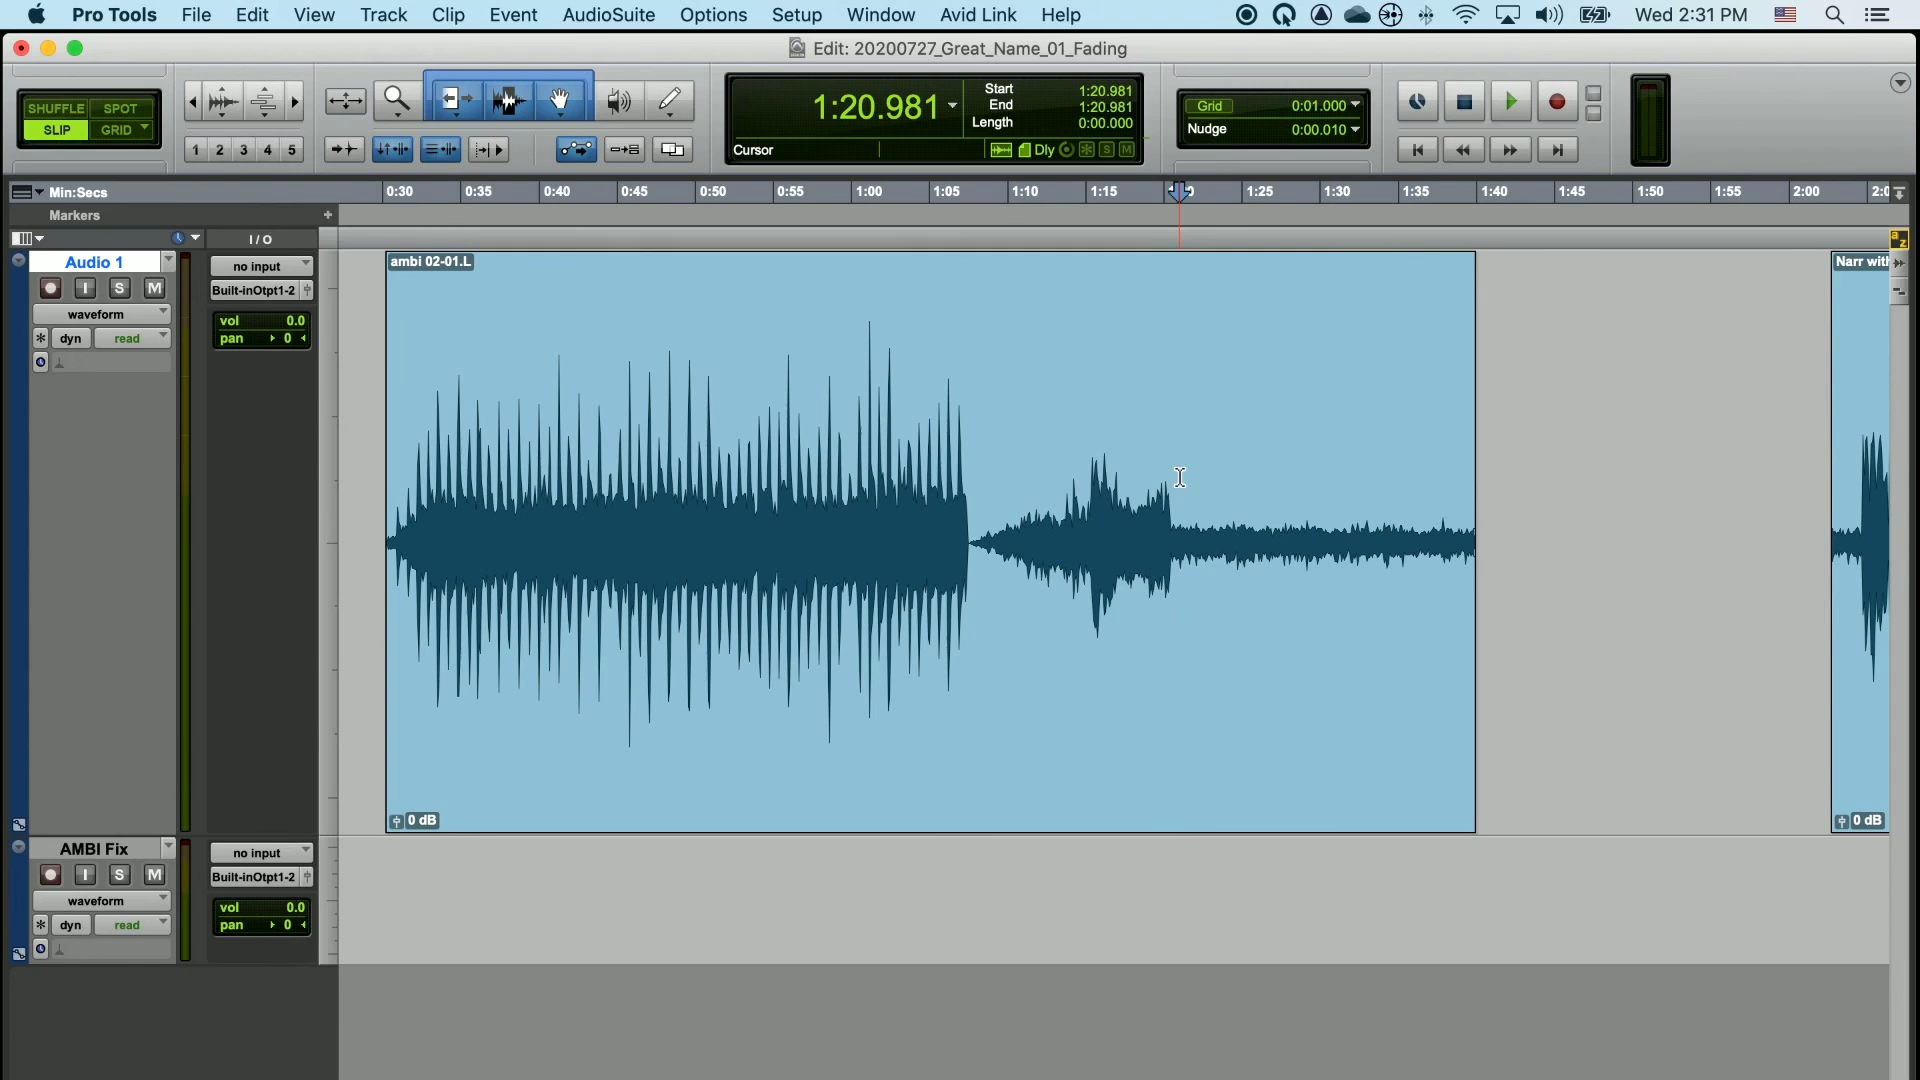 Pro Tools File Edit View Track Clip Event AudioSuite Options Setup Window Avid Link Help Wed 2:31 PM
Edit: 20200727_Great_Name_01_Fading
SHUFFLE SPOT
SLIP GRID
1 2 3 4 5
1:20.981
Start 1:20.981
End 1:20.981
Length 0:00.000
Cursor Dly S M
Grid 0:01.000
Nudge 0:00.010
Min:Secs 0:30 0:35 0:40 0:45 0:50 0:55 1:00 1:05 1:10 1:15 1:25 1:30 1:35 1:40 1:45 1:50 1:55 2:00
Markers +
I / O
a z
Audio 1 no input
ambi 02-01.L Narr with
I S M Built-inOtpt1-2
waveform vol 0.0
dyn read pan 0
0 dB 0 dB
AMBI Fix no input
I S M Built-inOtpt1-2
waveform vol 0.0
dyn read pan 0